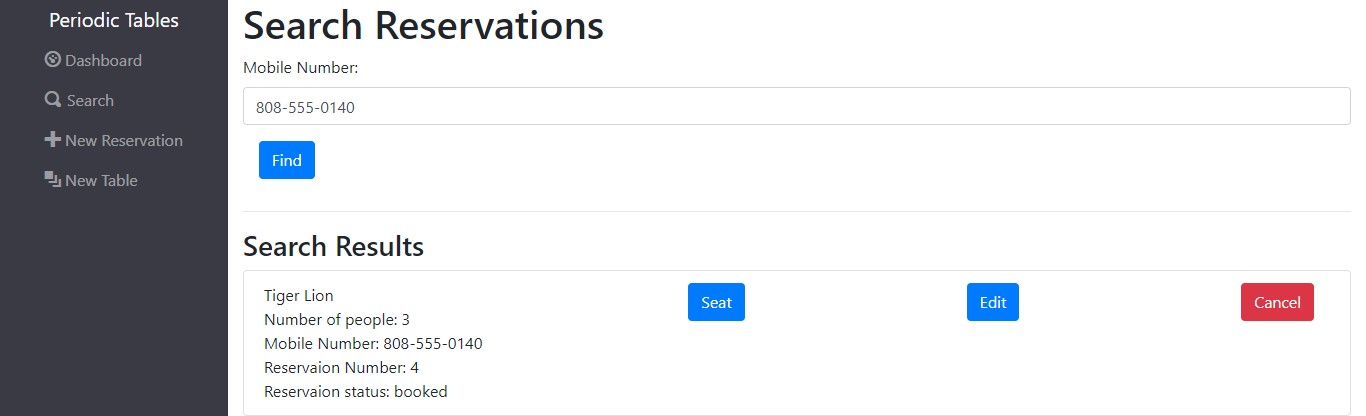 Periodic Tables
Dashboard
Search
New Reservation
New Table
Search Reservations
Mobile Number:
808-555-0140
Find
Search Results
Tiger Lion
Number of people: 3
Mobile Number: 808-555-0140
Reservaion Number: 4
Reservaion status: booked
Seat
Edit
Cancel